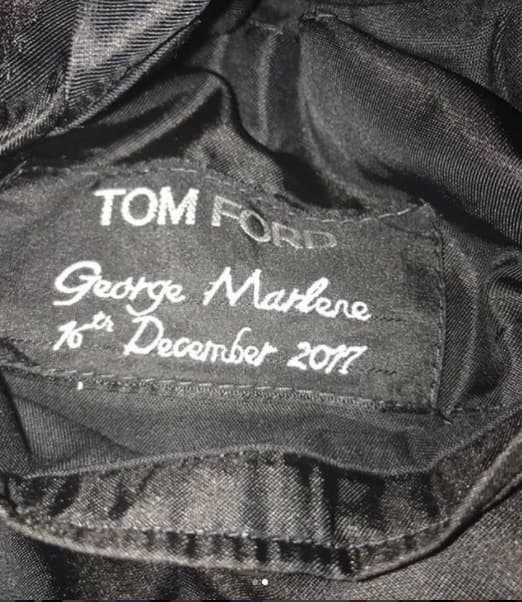 TOM FORD
George Marlene
16th December 2017